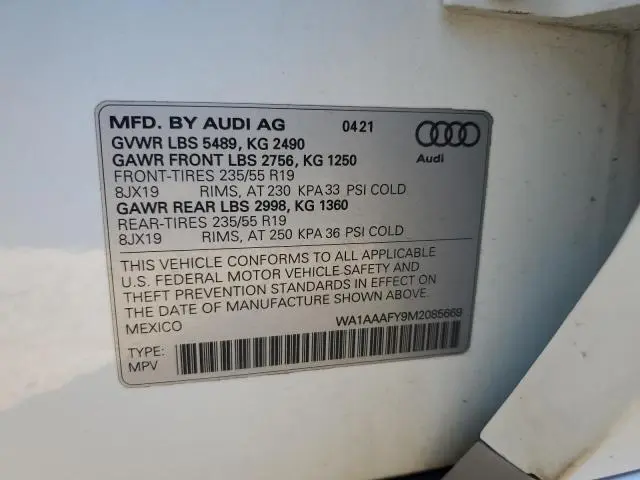 MFD. BY AUDI AG 0421
Audi
GVWR LBS 5489, KG 2490
GAWR FRONT LBS 2756, KG 1250
FRONT-TIRES 235/55 R19
8JX19 RIMS, AT 230 KPA 33 PSI COLD
GAWR REAR LBS 2998, KG 1360
REAR-TIRES 235/55 R19
8JX19 RIMS, AT 250 KPA 36 PSI COLD
THIS VEHICLE CONFORMS TO ALL APPLICABLE
U.S. FEDERAL MOTOR VEHICLE SAFETY AND
THEFT PREVENTION STANDARDS IN EFFECT ON
THE DATE OF MANUFACTURE SHOWN ABOVE.
MEXICO WA1AAAFY9M2085669
TYPE:
MPV